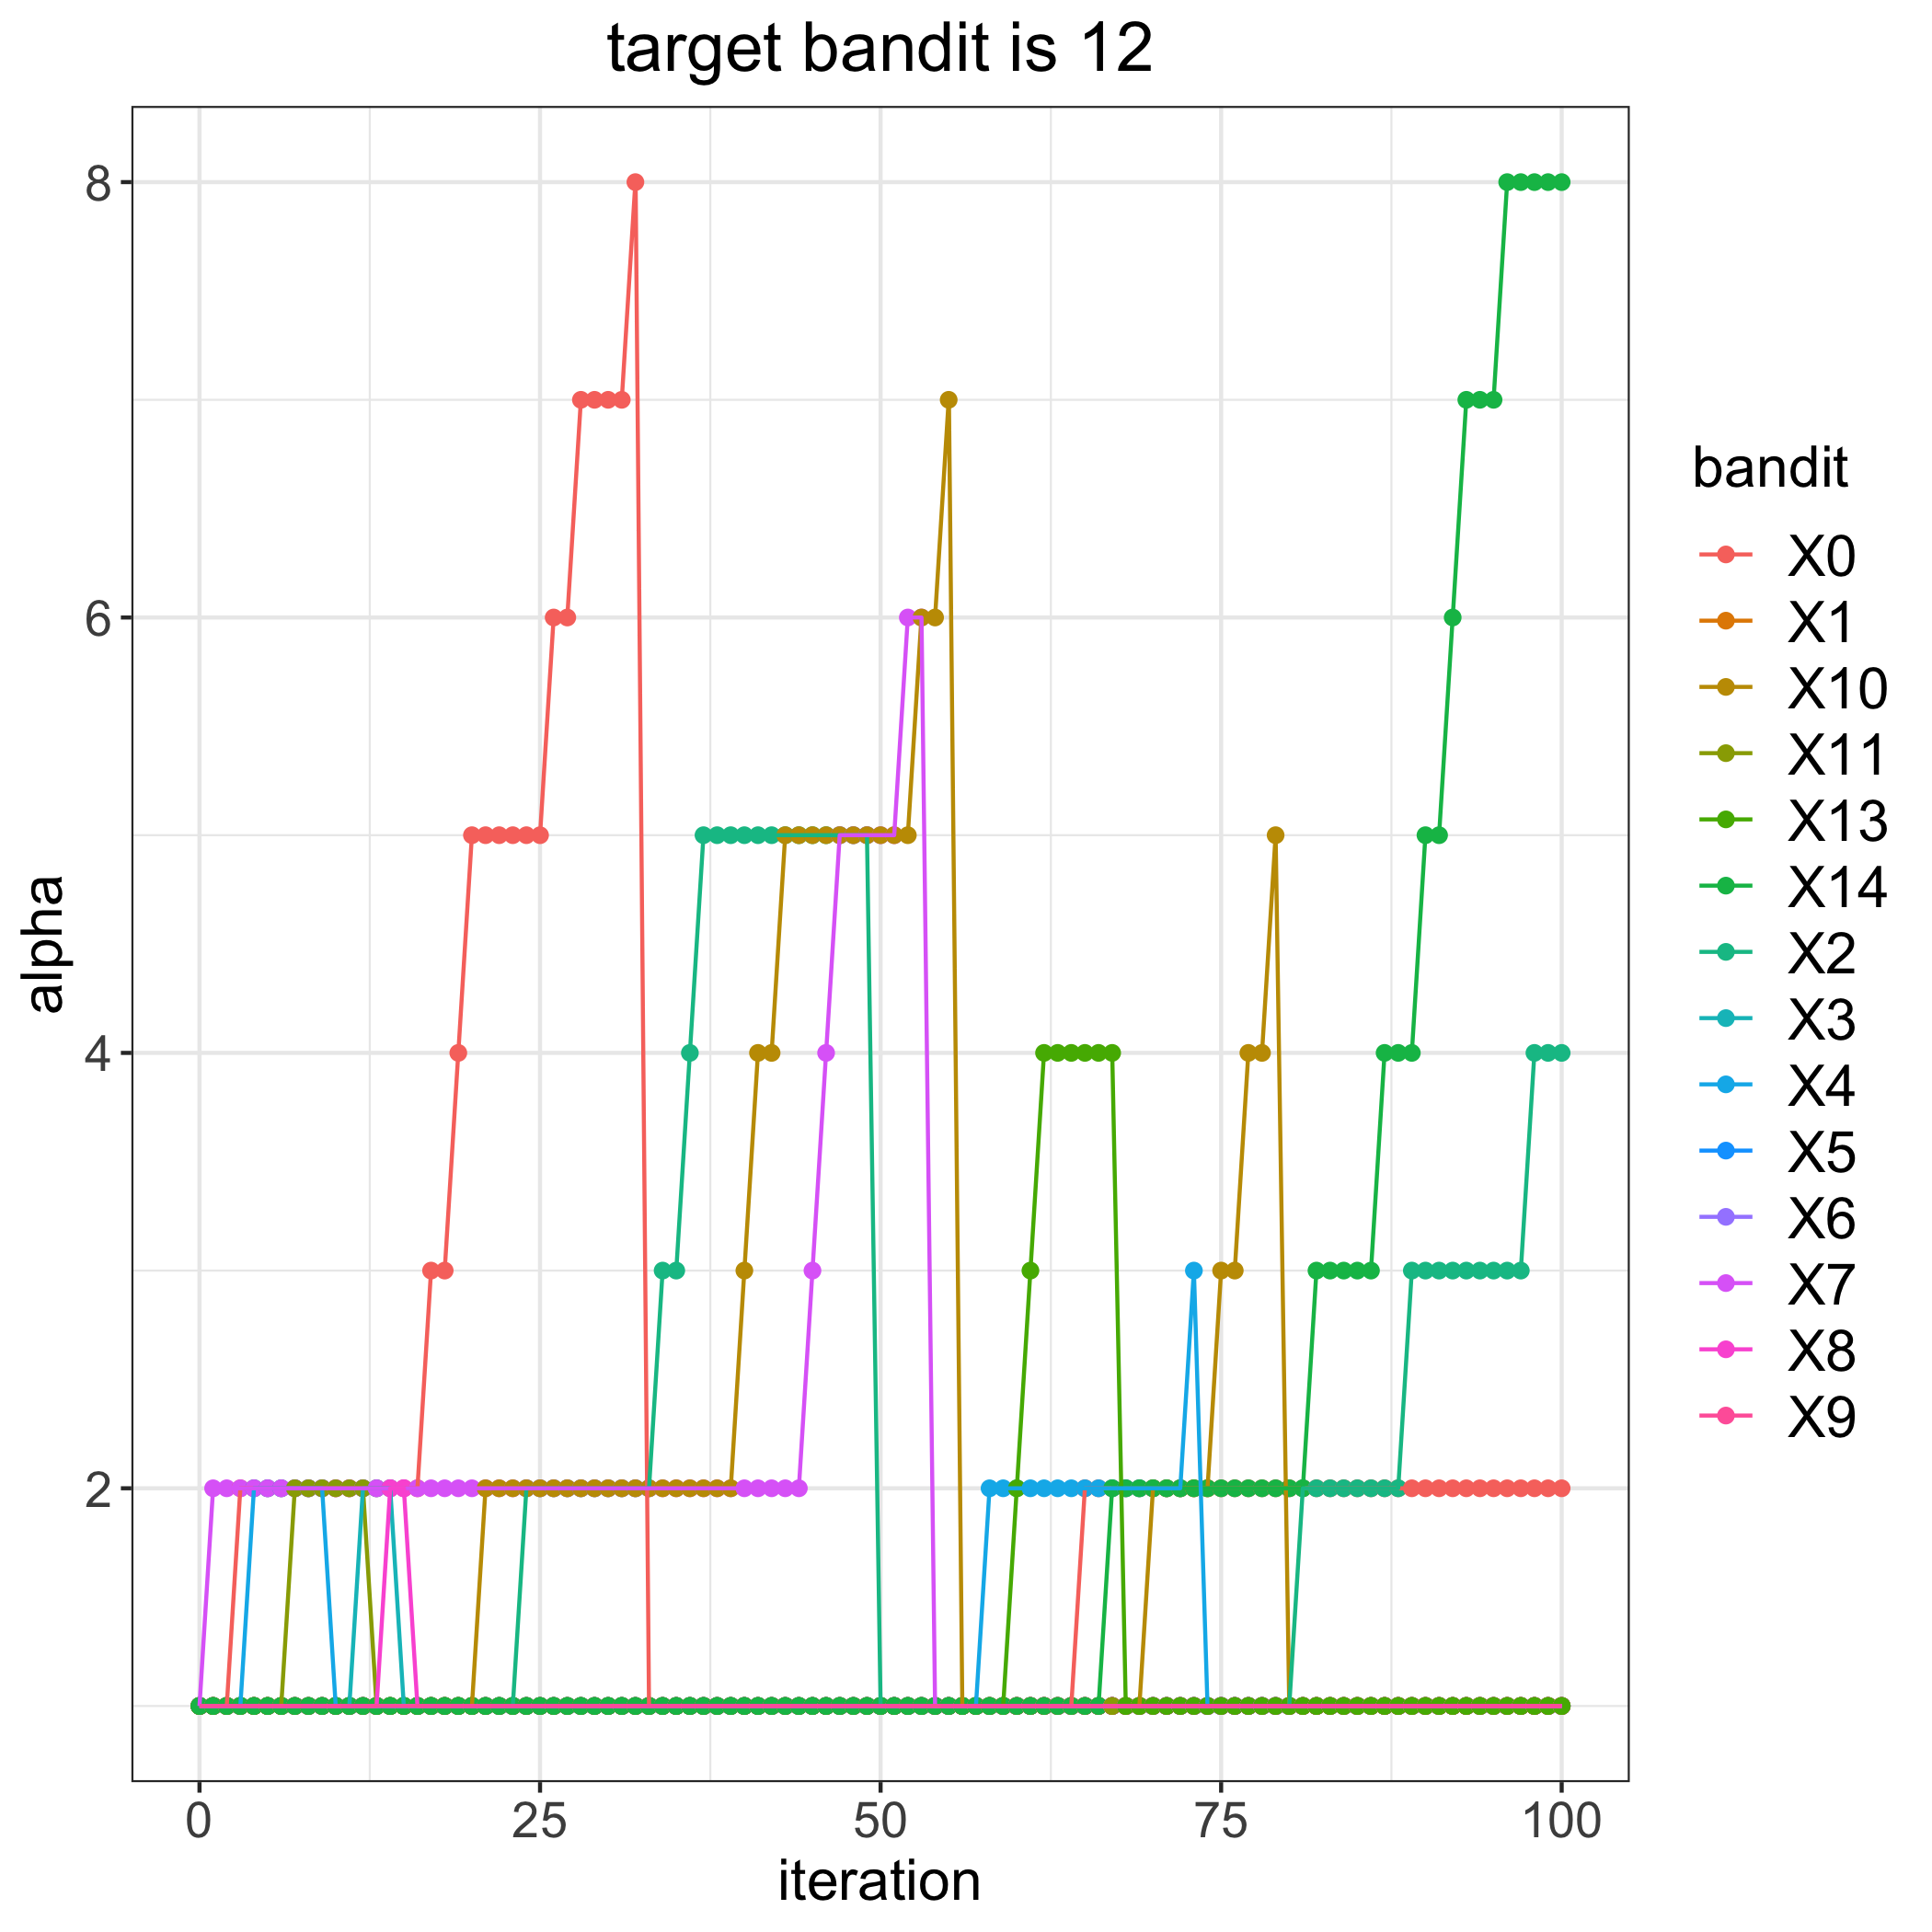 target bandit is 12
8
6
4
2
alpha
0 25 50 75 100
iteration
bandit
X0
X1
X10
X11
X13
X14
X2
X3
X4
X5
X6
X7
X8
X9